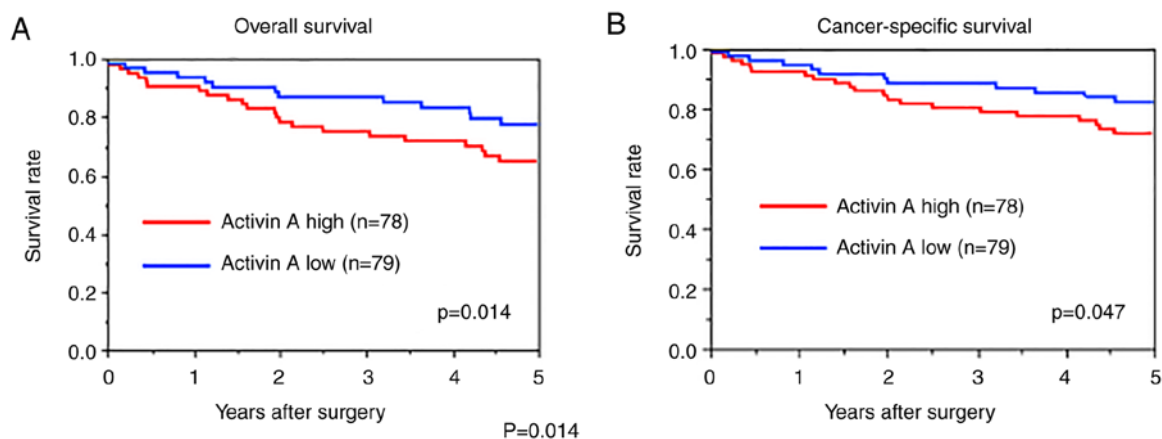 A
Overall survival
1.0
0.8
0.6
0.4
0.2
0.0
Survival rate
Activin A high (n=78)
Activin A low (n=79)
p=0.014
0 1 2 3 4 5
Years after surgery
P=0.014
B
Cancer-specific survival
1.0
0.8
0.6
0.4
0.2
0.0
Survival rate
Activin A high (n=78)
Activin A low (n=79)
p=0.047
0 1 2 3 4 5
Years after surgery